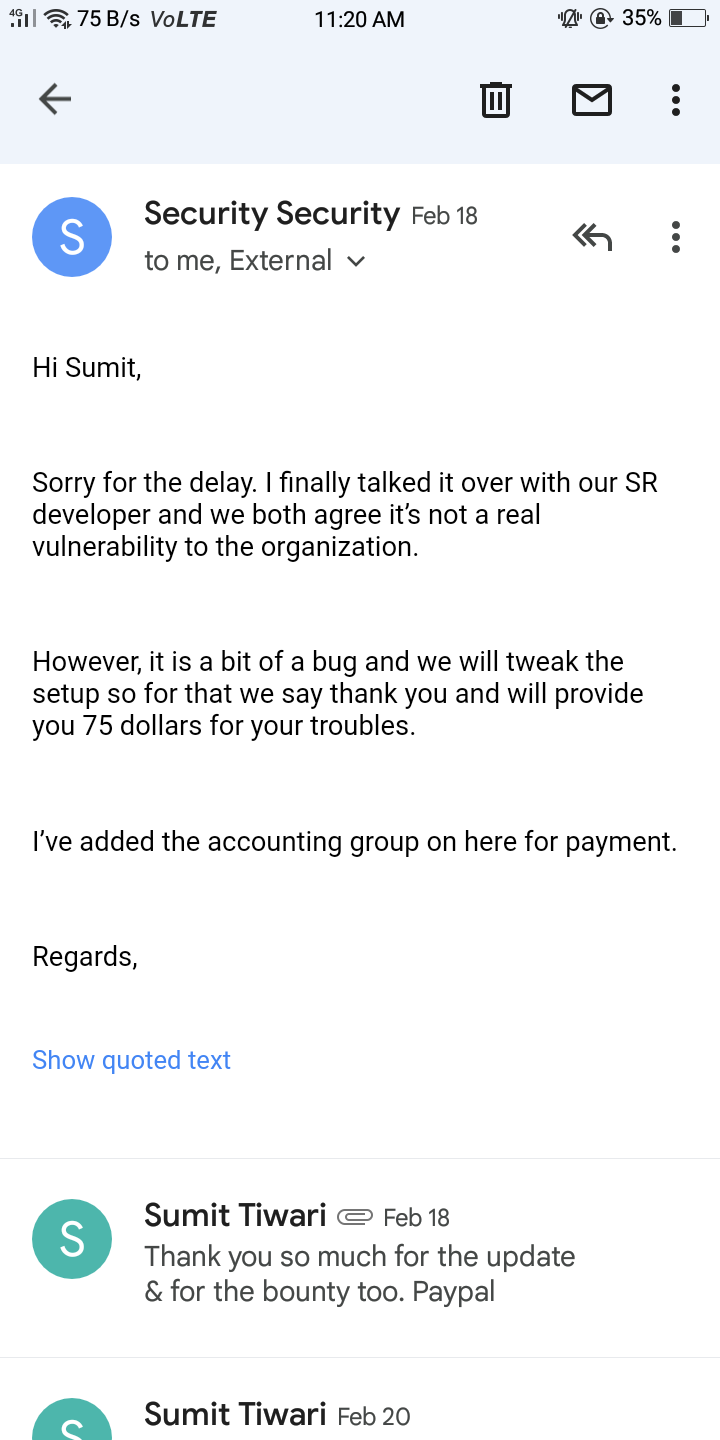 4G 75 B/s VoLTE 11:20 AM 35%
Security Security Feb 18
S
to me, External
Hi Sumit,
Sorry for the delay. I finally talked it over with our SR
developer and we both agree it’s not a real
vulnerability to the organization.
However, it is a bit of a bug and we will tweak the
setup so for that we say thank you and will provide
you 75 dollars for your troubles.
I’ve added the accounting group on here for payment.
Regards,
Show quoted text
Sumit Tiwari Feb 18
S
Thank you so much for the update
& for the bounty too. Paypal
Sumit Tiwari Feb 20
S